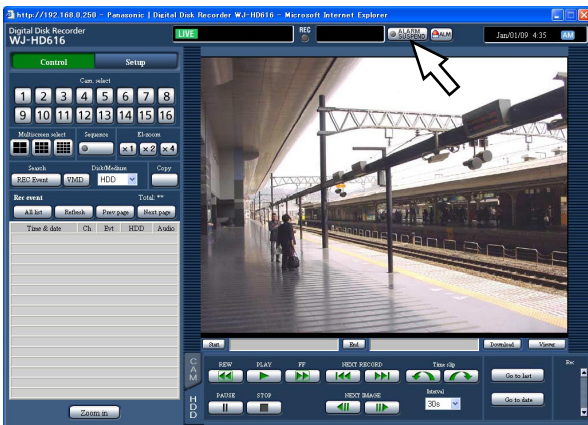 http://192.168.0.250 - Panasonic | Digital Disk Recorder WJ-HD616 - Microsoft Internet Explorer
Digital Disk Recorder
WJ-HD616
LIVE
REC
ALARM SUSPEND
ALM
Jan/01/09 4:35 AM
Control Setup
Cam. select
1 2 3 4 5 6 7 8
9 10 11 12 13 14 15 16
Multiscreen select Sequence El-zoom
x1 x2 x4
Search Disk/Medium Copy
REC Event VMD HDD Copy
Rec event Total: **
All list Refresh Prev page Next page
Time & date Ch Evt HDD Audio
Zoom in
Start End Download Viewer
CAM
HDD
REW PLAY FF NEXT RECORD Time slip
Go to last
Rec
PAUSE STOP NEXT IMAGE Interval
30s
Go to date